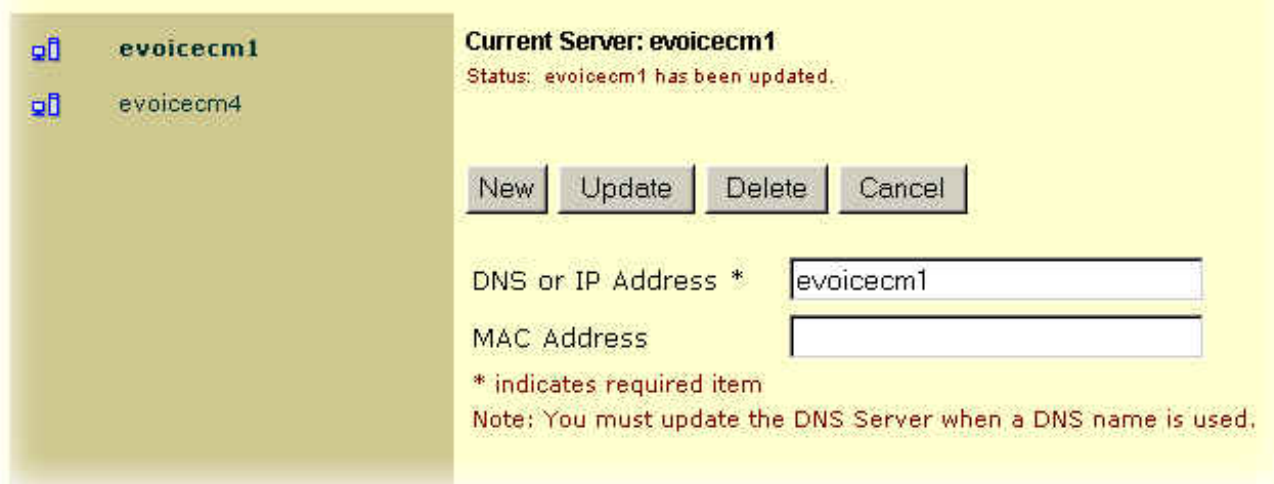 evoicecm1
evoicecm4
Current Server: evoicecm1
Status: evoicecm1 has been updated.
New Update Delete Cancel
DNS or IP Address * evoicecm1
MAC Address
* indicates required item
Note: You must update the DNS Server when a DNS name is used.